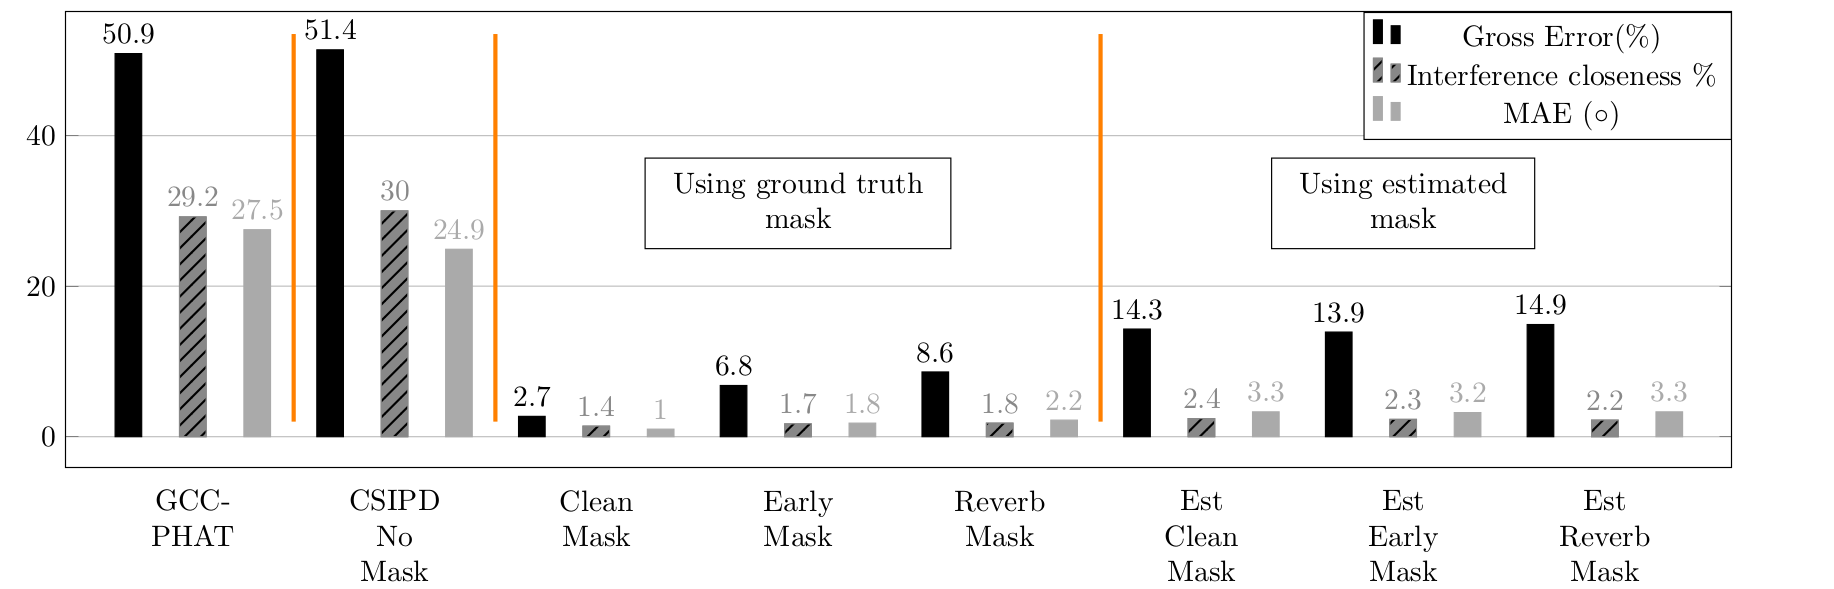 50.9
51.4
Gross Error(%)
Interference closeness %
MAE (∘)
40
Using ground truth
mask
Using estimated
mask
29.2
27.5
30
24.9
20
2.7
1.4
1
6.8
1.7
1.8
8.6
1.8
2.2
14.3
2.4
3.3
13.9
2.3
3.2
14.9
2.2
3.3
0
GCC-
PHAT
CSIPD
No
Mask
Clean
Mask
Early
Mask
Reverb
Mask
Est
Clean
Mask
Est
Early
Mask
Est
Reverb
Mask